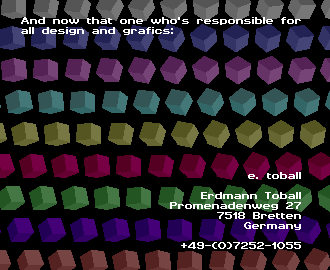 And now that one who's responsible for
all design and grafics:
e. toball
Erdmann Toball
Promenadenweg 27
7518 Bretten
Germany
+49-(0)7252-1055